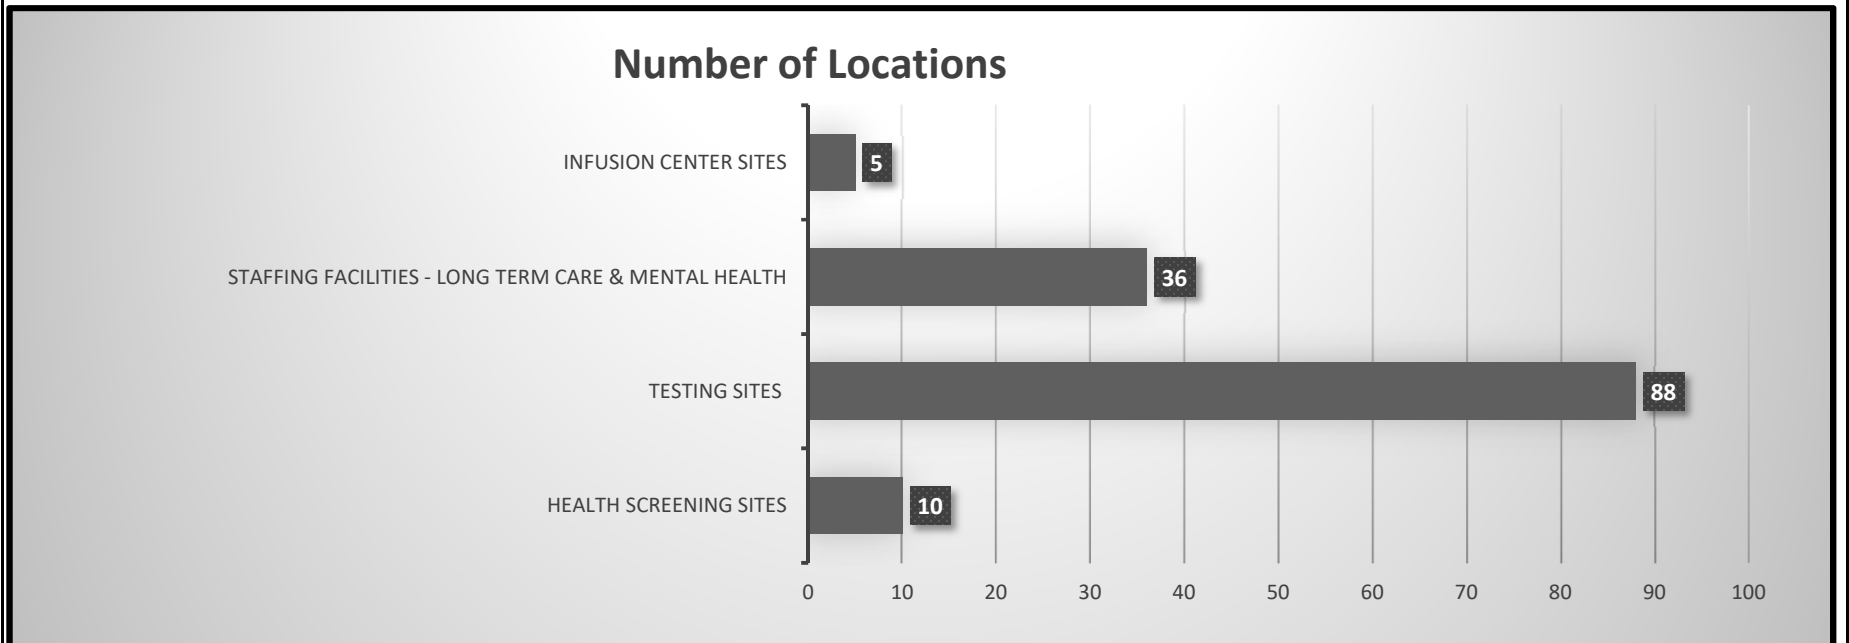 Number of Locations
INFUSION CENTER SITES
5
STAFFING FACILITIES - LONG TERM CARE & MENTAL HEALTH
36
TESTING SITES
88
HEALTH SCREENING SITES
10
0 10 20 30 40 50 60 70 80 90 100